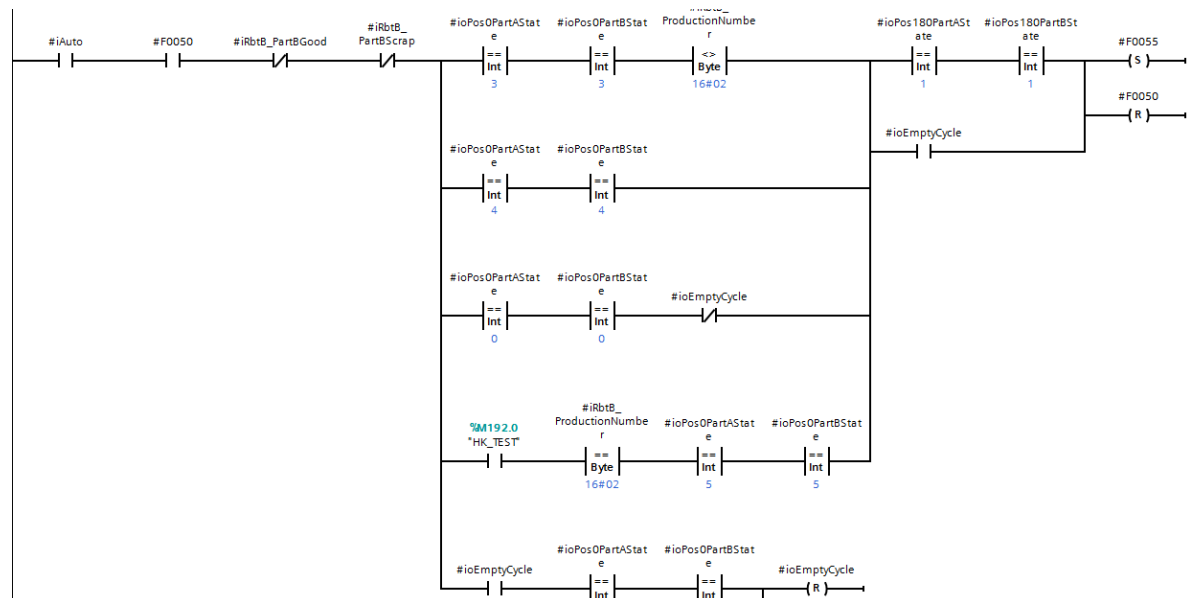 #iAuto
#F0050
#iRbtB_PartBGood
#iRbtB_
PartBScrap
#ioPos0PartAStat
e
==
Int
3
#ioPos0PartBStat
e
==
Int
3
ProductionNumbe
r
<>
Byte
16#02
#ioPos180PartASt
ate
==
Int
1
#ioPos180PartBSt
ate
==
Int
1
#F0055
S
#F0050
R
#ioEmptyCycle
#ioPos0PartAStat
e
==
Int
4
#ioPos0PartBStat
e
==
Int
4
#ioPos0PartAStat
e
==
Int
0
#ioPos0PartBStat
e
==
Int
0
#ioEmptyCycle
%M192.0
"HK_TEST"
#iRbtB_
ProductionNumbe
r
==
Byte
16#02
#ioPos0PartAStat
e
==
Int
5
#ioPos0PartBStat
e
==
Int
5
#ioEmptyCycle
#ioPos0PartAStat
e
==
Int
#ioPos0PartBStat
e
==
Int
#ioEmptyCycle
R